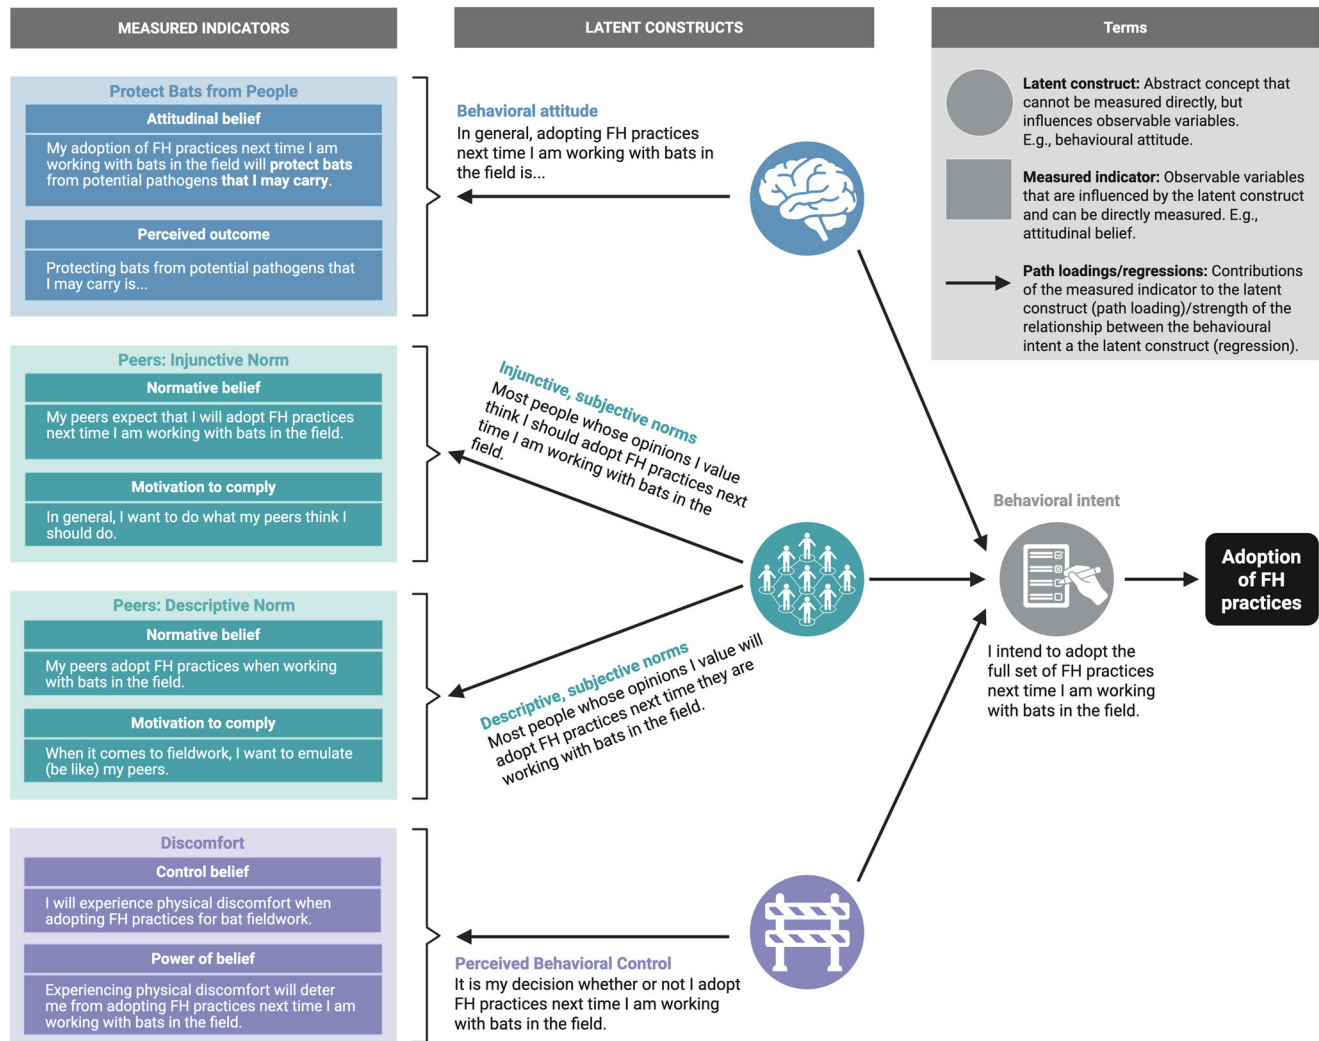 MEASURED INDICATORS
Protect Bats from People
Attitudinal belief
My adoption of FH practices next time I am
working with bats in the field will protect bats
from potential pathogens that I may carry.
Perceived outcome
Protecting bats from potential pathogens that
I may carry is...
Peers: Injunctive Norm
Normative belief
My peers expect that I will adopt FH practices
next time I am working with bats in the field.
Motivation to comply
In general, I want to do what my peers think I
should do.
Peers: Descriptive Norm
Normative belief
My peers adopt FH practices when working
with bats in the field.
Motivation to comply
When it comes to fieldwork, I want to emulate
(be like) my peers.
Discomfort
Control belief
I will experience physical discomfort when
adopting FH practices for bat fieldwork.
Power of belief
Experiencing physical discomfort will deter
me from adopting FH practices next time I am
working with bats in the field.
LATENT CONSTRUCTS
Behavioral attitude
In general, adopting FH practices
next time I am working with bats in
the field is...
Injunctive, subjective norms
Most people whose opinions I value
think I should adopt FH practices next
time I am working with bats in the
field.
Descriptive, subjective norms
Most people whose opinions I value will
adopt FH practices next time they are
working with bats in the field.
Perceived Behavioral Control
It is my decision whether or not I adopt
FH practices next time I am working
with bats in the field.
Terms
Latent construct: Abstract concept that
cannot be measured directly, but
influences observable variables.
E.g., behavioural attitude.
Measured indicator: Observable variables
that are influenced by the latent construct
and can be directly measured. E.g.,
attitudinal belief.
Path loadings/regressions: Contributions
of the measured indicator to the latent
construct (path loading)/strength of the
relationship between the behavioural
intent a the latent construct (regression).
Behavioral intent
I intend to adopt the
full set of FH practices
next time I am working
with bats in the field.
Adoption
of FH
practices